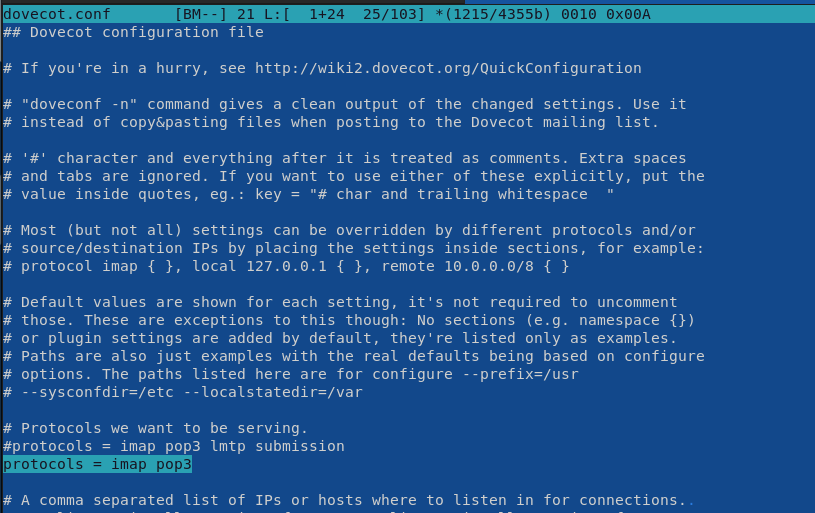 dovecot.conf [BM--] 21 L:[ 1+24 25/103] *(1215/4355b) 0010 0x00A
## Dovecot configuration file
# If you're in a hurry, see http://wiki2.dovecot.org/QuickConfiguration
# "doveconf -n" command gives a clean output of the changed settings. Use it
# instead of copy&pasting files when posting to the Dovecot mailing list.
# '#' character and everything after it is treated as comments. Extra spaces
# and tabs are ignored. If you want to use either of these explicitly, put the
# value inside quotes, eg.: key = "# char and trailing whitespace  "
# Most (but not all) settings can be overridden by different protocols and/or
# source/destination IPs by placing the settings inside sections, for example:
# protocol imap { }, local 127.0.0.1 { }, remote 10.0.0.0/8 { }
# Default values are shown for each setting, it's not required to uncomment
# those. These are exceptions to this though: No sections (e.g. namespace {})
# or plugin settings are added by default, they're listed only as examples.
# Paths are also just examples with the real defaults being based on configure
# options. The paths listed here are for configure --prefix=/usr
# --sysconfdir=/etc --localstatedir=/var
# Protocols we want to be serving.
#protocols = imap pop3 lmtp submission
protocols = imap pop3
# A comma separated list of IPs or hosts where to listen in for connections..